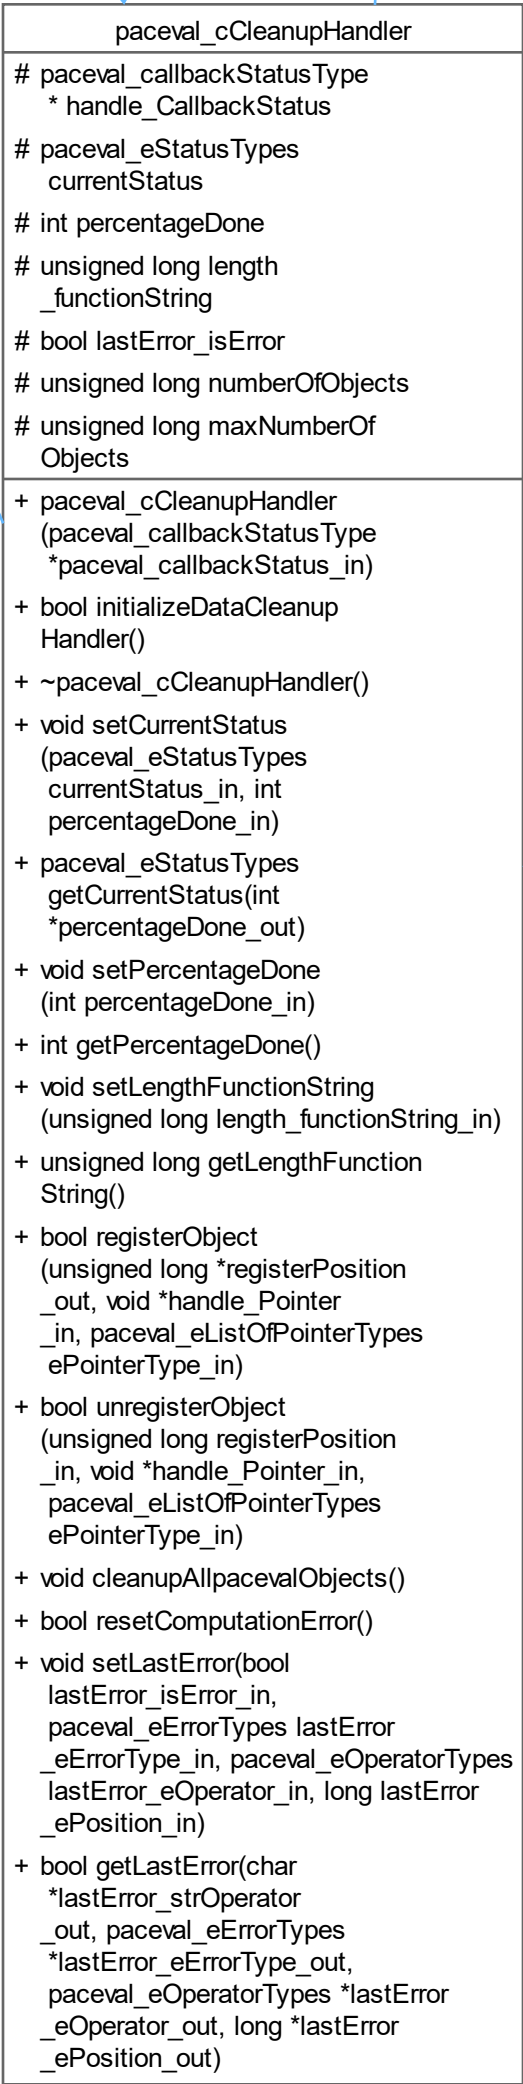 paceval_cCleanupHandler
# paceval_callbackStatusType
* handle_CallbackStatus
# paceval_eStatusTypes
currentStatus
# int percentageDone
# unsigned long length
_functionString
# bool lastError_isError
# unsigned long numberOfObjects
# unsigned long maxNumberOf
Objects
+ paceval_cCleanupHandler
(paceval_callbackStatusType
*paceval_callbackStatus_in)
+ bool initializeDataCleanup
Handler()
+ ~paceval_cCleanupHandler()
+ void setCurrentStatus
(paceval_eStatusTypes
currentStatus_in, int
percentageDone_in)
+ paceval_eStatusTypes
getCurrentStatus(int
*percentageDone_out)
+ void setPercentageDone
(int percentageDone_in)
+ int getPercentageDone()
+ void setLengthFunctionString
(unsigned long length_functionString_in)
+ unsigned long getLengthFunction
String()
+ bool registerObject
(unsigned long *registerPosition
_out, void *handle_Pointer
_in, paceval_eListOfPointerTypes
ePointerType_in)
+ bool unregisterObject
(unsigned long registerPosition
_in, void *handle_Pointer_in,
paceval_eListOfPointerTypes
ePointerType_in)
+ void cleanupAllpacevalObjects()
+ bool resetComputationError()
+ void setLastError(bool
lastError_isError_in,
paceval_eErrorTypes lastError
_eErrorType_in, paceval_eOperatorTypes
lastError_eOperator_in, long lastError
_ePosition_in)
+ bool getLastError(char
*lastError_strOperator
_out, paceval_eErrorTypes
*lastError_eErrorType_out,
paceval_eOperatorTypes *lastError
_eOperator_out, long *lastError
_ePosition_out)